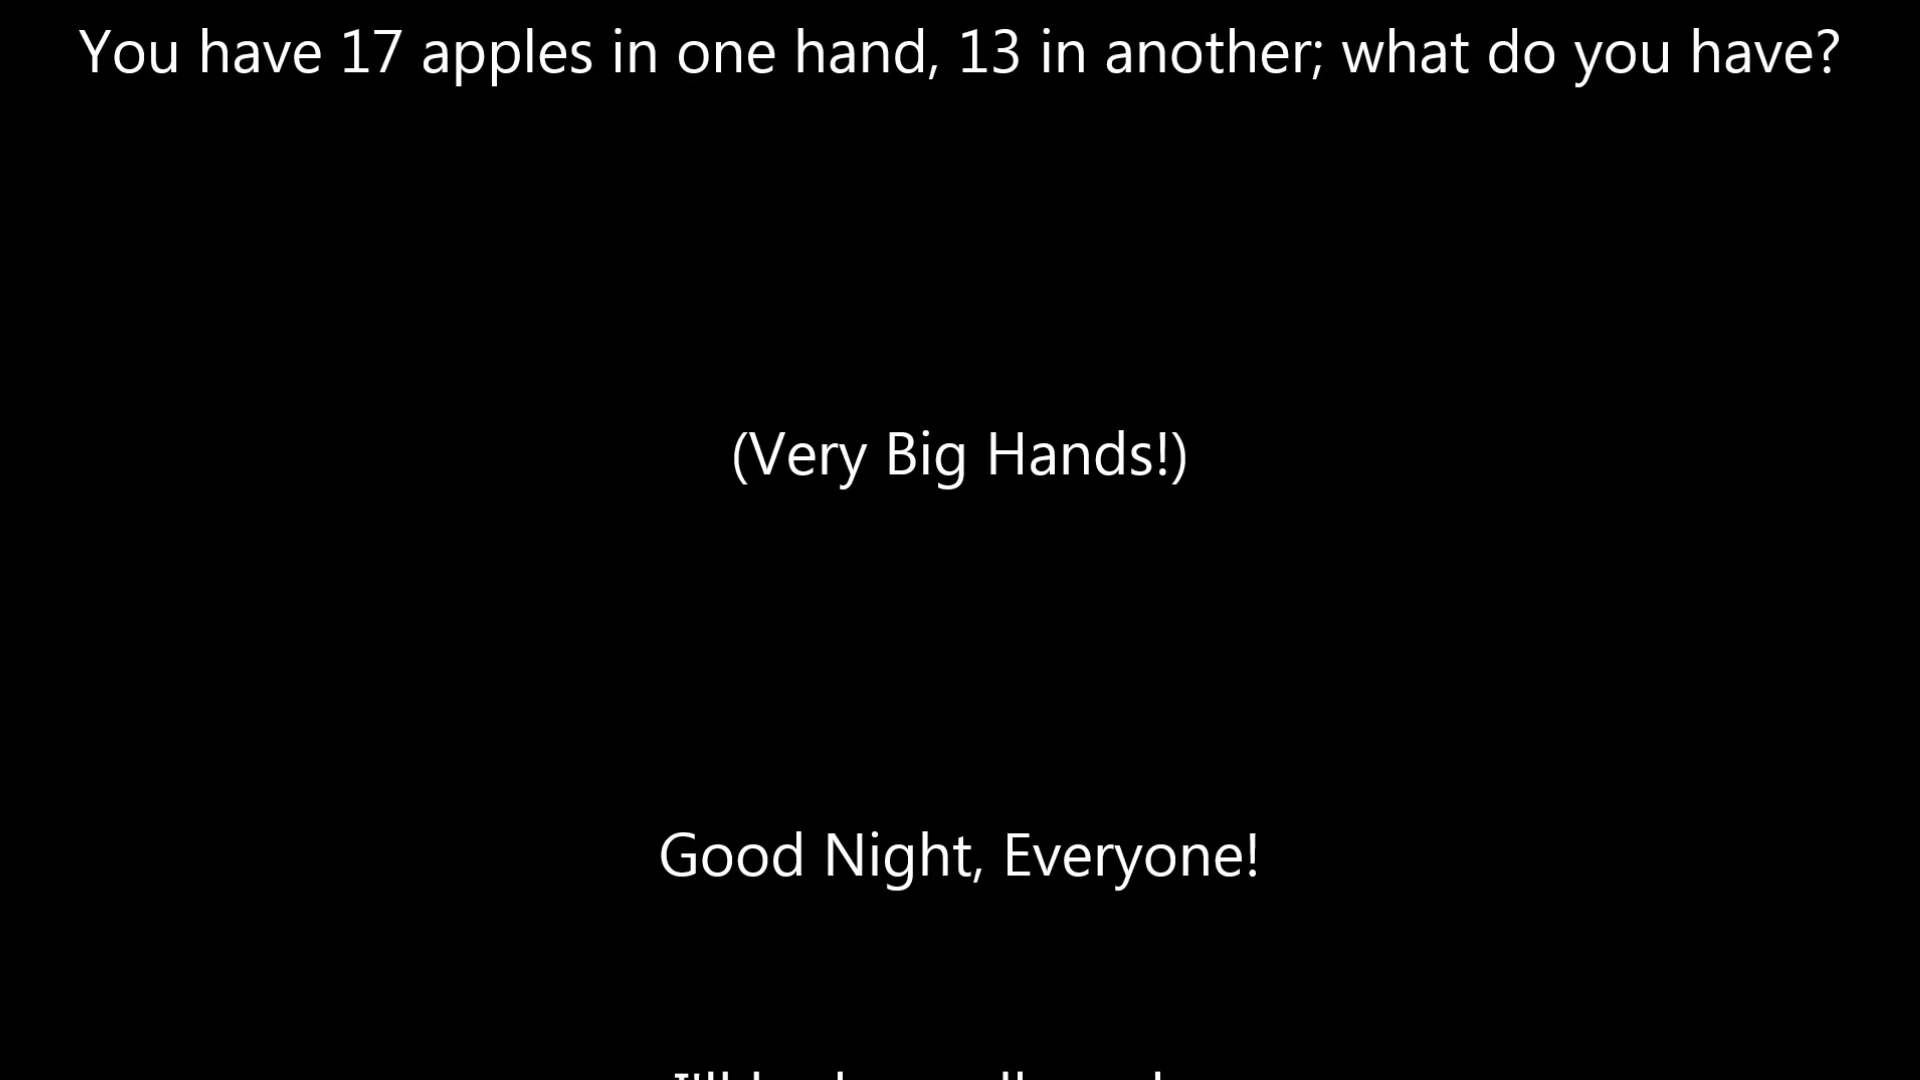 You have 17 apples in one hand, 13 in another; what do you have?
(Very Big Hands!)
Good Night, Everyone!